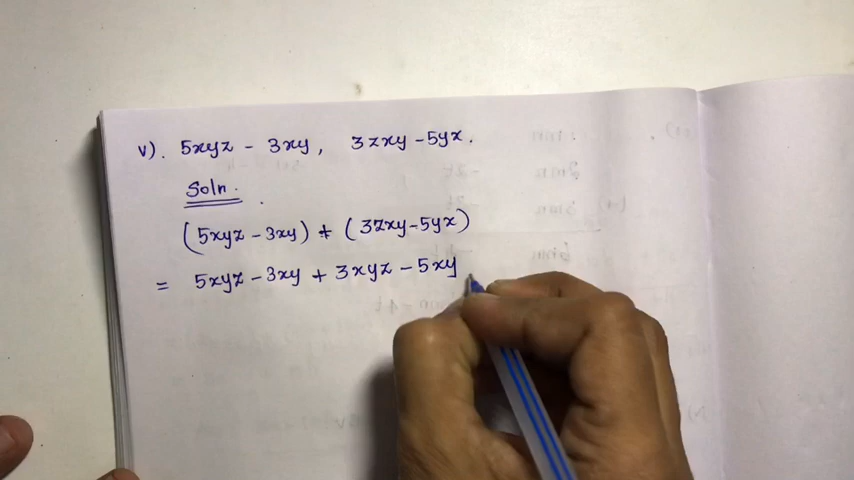 v). 5xyz - 3xy, 3zxy - 5yx.
Soln.
(5xyz - 3xy) + (3zxy - 5yx)
= 5xyz - 3xy + 3xyz - 5xy